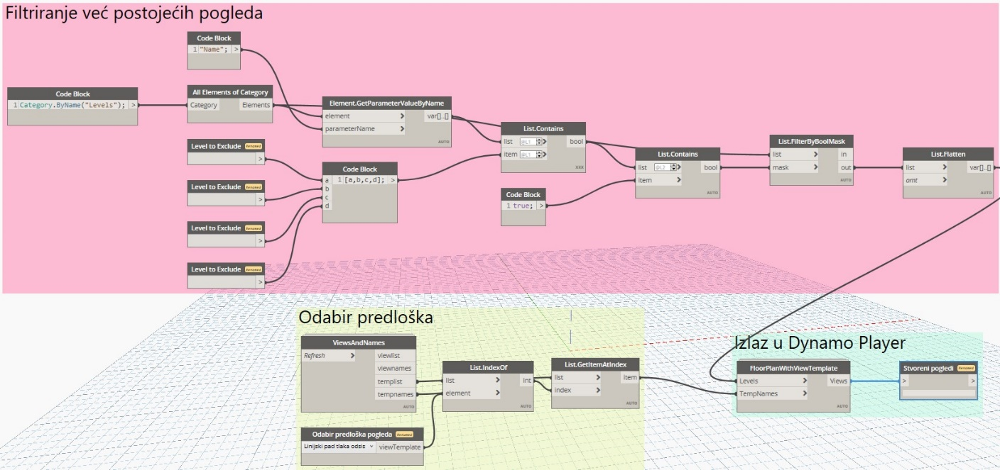 Filtriranje već postojećih pogleda
Code Block
1 "Name"; >
Code Block
1 Category.ByName("Levels"); >
All Elements of Category
Category Elements
Element.GetParameterValueByName
element > var[]..[]
parameterName >
AUTO
Level to Exclude Renamed
>
Level to Exclude Renamed
>
Level to Exclude Renamed
>
Level to Exclude Renamed
>
Code Block
a 1 [a,b,c,d]; >
b
c
d
List.Contains
list @L1 > bool
item @L1 >
XXX
Code Block
1 true; >
List.Contains
list @L2 > bool
item >
AUTO
List.FilterByBoolMask
list > in
mask > out
AUTO
List.Flatten
list > var[]..[]
amt >
AUTO
Odabir predloška
ViewsAndNames
Refresh > viewlist
viewnames
templist
tempnames
AUTO
Odabir predloška pogleda Renamed
Linijski pad tlaka odsis viewTemplate
List.IndexOf
list > int
element >
AUTO
List.GetItemAtIndex
list > item
index >
AUTO
Izlaz u Dynamo Player
FloorPlanWithViewTemplate
Levels > Views
TempNames >
AUTO
Stvoreni pogledi Renamed
> >